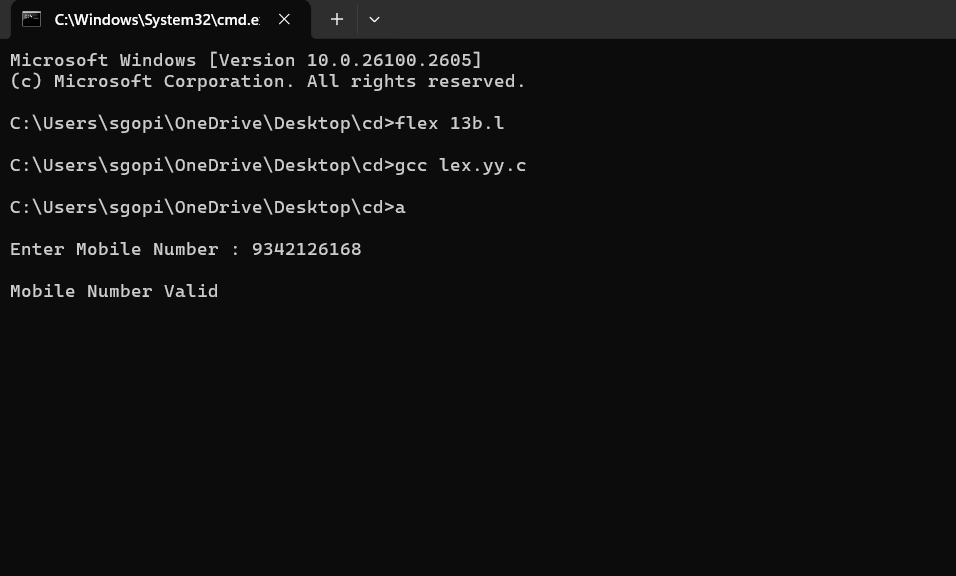 C:\Windows\System32\cmd.e
Microsoft Windows [Version 10.0.26100.2605]
(c) Microsoft Corporation. All rights reserved.
C:\Users\sgopi\OneDrive\Desktop\cd>flex 13b.l
C:\Users\sgopi\OneDrive\Desktop\cd>gcc lex.yy.c
C:\Users\sgopi\OneDrive\Desktop\cd>a
Enter Mobile Number : 9342126168
Mobile Number Valid